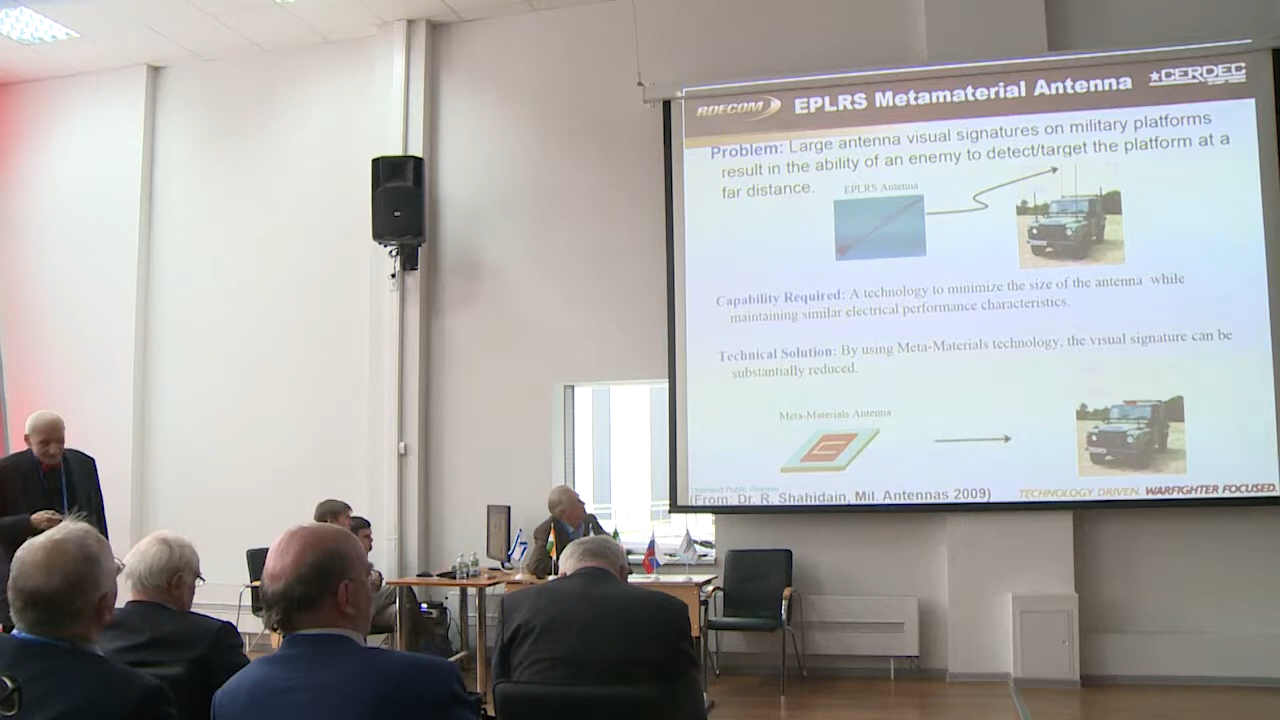 RDECOM
EPLRS Metamaterial Antenna
CERDEC
Problem: Large antenna visual signatures on military platforms
result in the ability of an enemy to detect/target the platform at a
far distance.
EPLRS Antenna
Capability Required: A technology to minimize the size of the antenna while
maintaining similar electrical performance characteristics.
Technical Solution: By using Meta-Materials technology, the visual signature can be
substantially reduced.
Meta-Materials Antenna
(From: Dr. R. Shahidain, Mil. Antennas 2009)
TECHNOLOGY DRIVEN. WARFIGHTER FOCUSED.